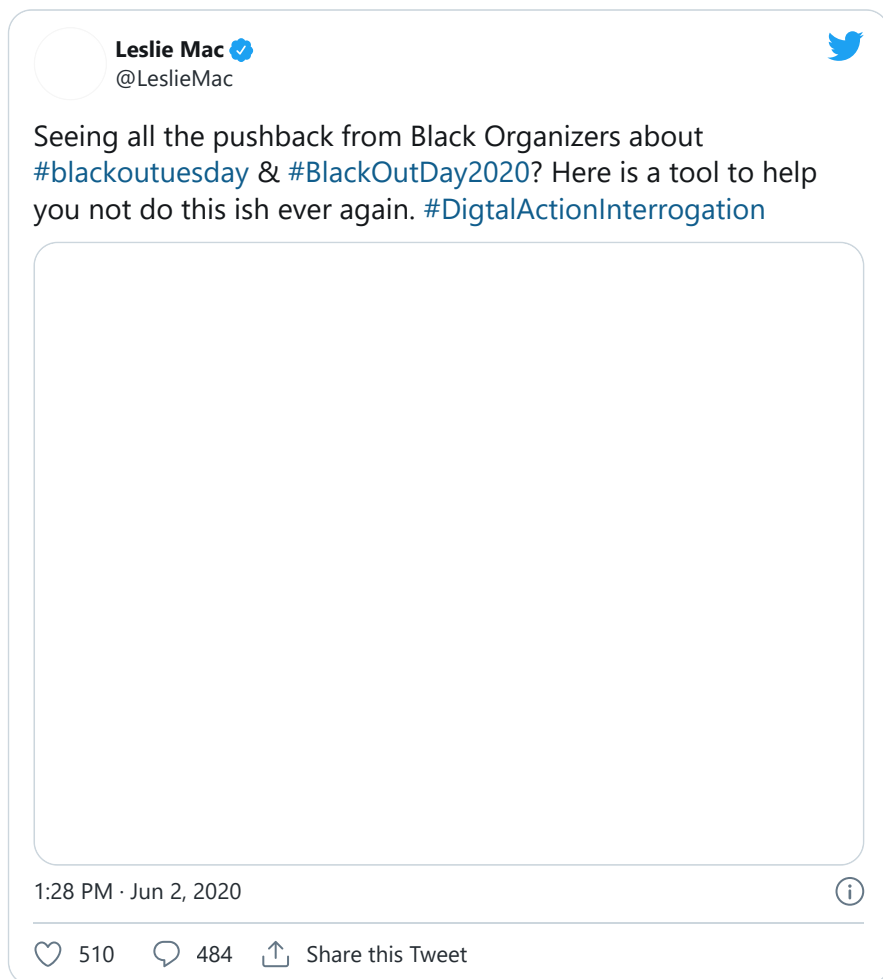 Leslie Mac
@LeslieMac
Seeing all the pushback from Black Organizers about
#blackoutuesday & #BlackOutDay2020? Here is a tool to help
you not do this ish ever again. #DigtalActionInterrogation
1:28 PM · Jun 2, 2020
510 484 Share this Tweet